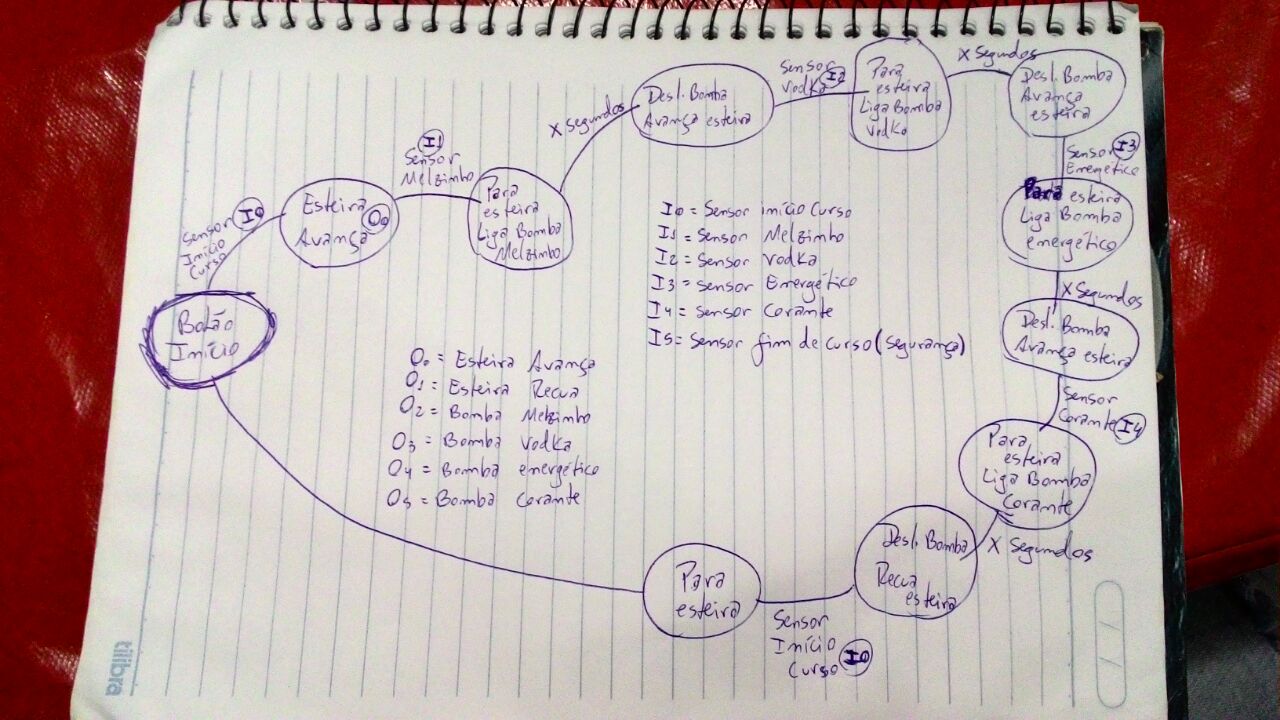 Botão
Início
Sensor I0
Início
Curso
Esteira
Avança O0
I1
Sensor
Melzinho
Para
esteira
Liga Bomba
Melzinho
X segundos
Desl. Bomba
Avança esteira
Sensor
Vodka I2
Para
esteira
Liga Bomba
Vodka
X segundos
Desl. Bomba
Avança
esteira
Sensor I3
Energético
Para esteira
Liga Bomba
energético
X segundos
Desl. Bomba
Avança esteira
Sensor
Corante I4
Para
esteira
Liga Bomba
Corante
X segundos
Desl. Bomba
Recua
esteira
Sensor
Início
Curso I0
Para
esteira
I0 = Sensor início Curso
I1 = Sensor Melzinho
I2 = Sensor Vodka
I3 = Sensor Energético
I4 = Sensor Corante
I5 = Sensor fim de curso (segurança)
O0 = Esteira Avança
O1 = Esteira Recua
O2 = Bomba Melzinho
O3 = Bomba Vodka
O4 = Bomba energético
O5 = Bomba Corante
tilibra